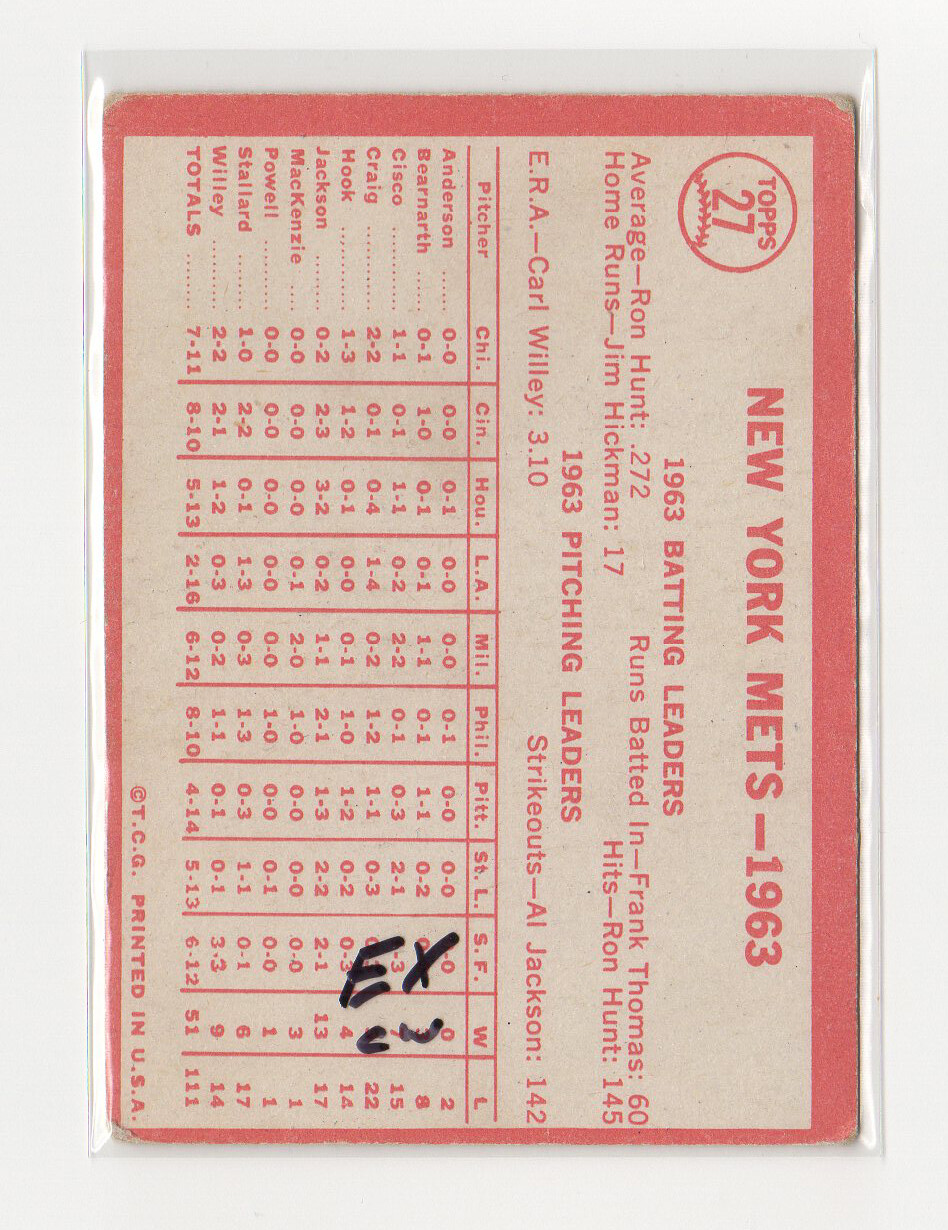 TOPPS
27
NEW YORK METS—1963
1963 BATTING LEADERS
Average—Ron Hunt: .272 Runs Batted In—Frank Thomas: 60
Home Runs—Jim Hickman: 17 Hits—Ron Hunt: 145
1963 PITCHING LEADERS
E.R.A.—Carl Willey: 3.10 Strikeouts—Al Jackson: 142
Pitcher Chi. Cin. Hou. L.A. Mil. Phil. Pitt. St.L. S.F. W L
Anderson ..... 0-0 0-0 0-1 0-0 0-0 0-1 0-0 0-0 0-0 0 2
Bearnarth ..... 0-1 1-0 0-1 0-1 1-1 0-1 1-1 0-2 8
Cisco .......... 1-1 0-1 1-1 0-2 2-2 0-1 0-3 2-1 15
Craig .......... 2-2 0-1 0-4 1-4 0-2 1-2 1-1 0-3 22
Hook .......... 1-3 1-2 0-1 0-0 0-1 1-0 1-2 0-2 0-3 4 14
Jackson ....... 0-2 2-3 3-2 0-2 1-1 2-1 1-3 2-2 2-1 13 17
MacKenzie .... 0-0 0-0 0-0 0-1 2-0 1-0 0-0 0-0 0-0 3 1
Powell ......... 0-0 0-0 0-0 0-0 0-0 1-0 0-0 0-1 0-0 1 1
Stallard ....... 1-0 2-2 0-1 1-3 0-3 1-3 0-3 1-1 0-1 6 17
Willey ......... 2-2 2-1 1-2 0-3 0-2 1-1 0-1 0-1 3-3 9 14
TOTALS ....... 7-11 8-10 5-13 2-16 6-12 8-10 4-14 5-13 6-12 51 111
©T.C.G. PRINTED IN U.S.A.
EX